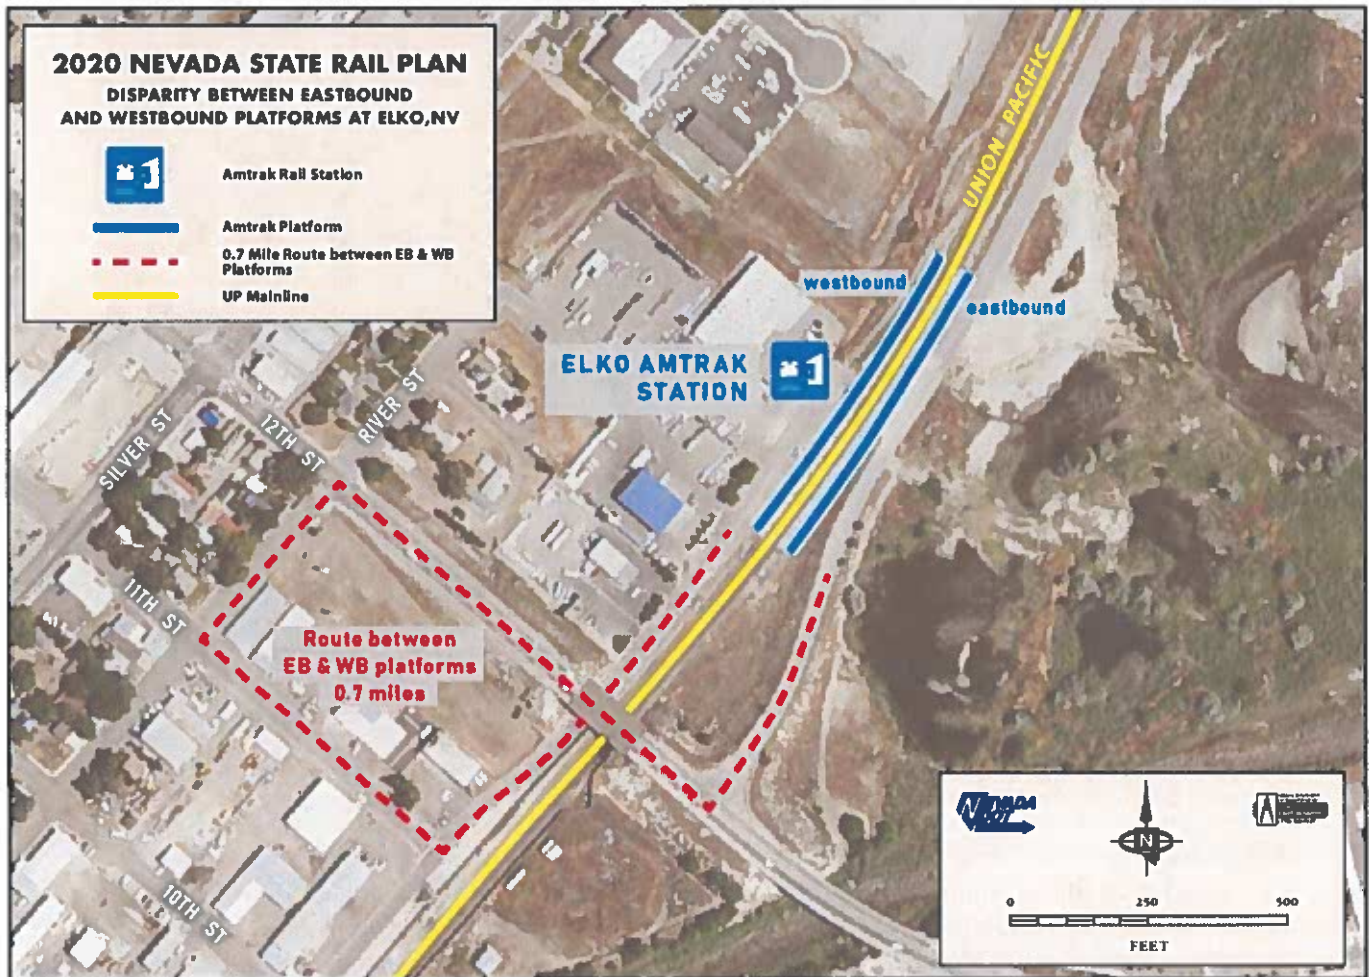 2020 NEVADA STATE RAIL PLAN
DISPARITY BETWEEN EASTBOUND
AND WESTBOUND PLATFORMS AT ELKO,NV
Amtrak Rail Station
Amtrak Platform
0.7 Mile Route between EB & WB
Platforms
UP Mainline
UNION PACIFIC
westbound
eastbound
ELKO AMTRAK
STATION
SILVER ST
12TH ST
RIVER ST
11TH ST
10TH ST
Route between
EB & WB platforms
0.7 miles
NEVADA
DOT
N
0 250 500
FEET